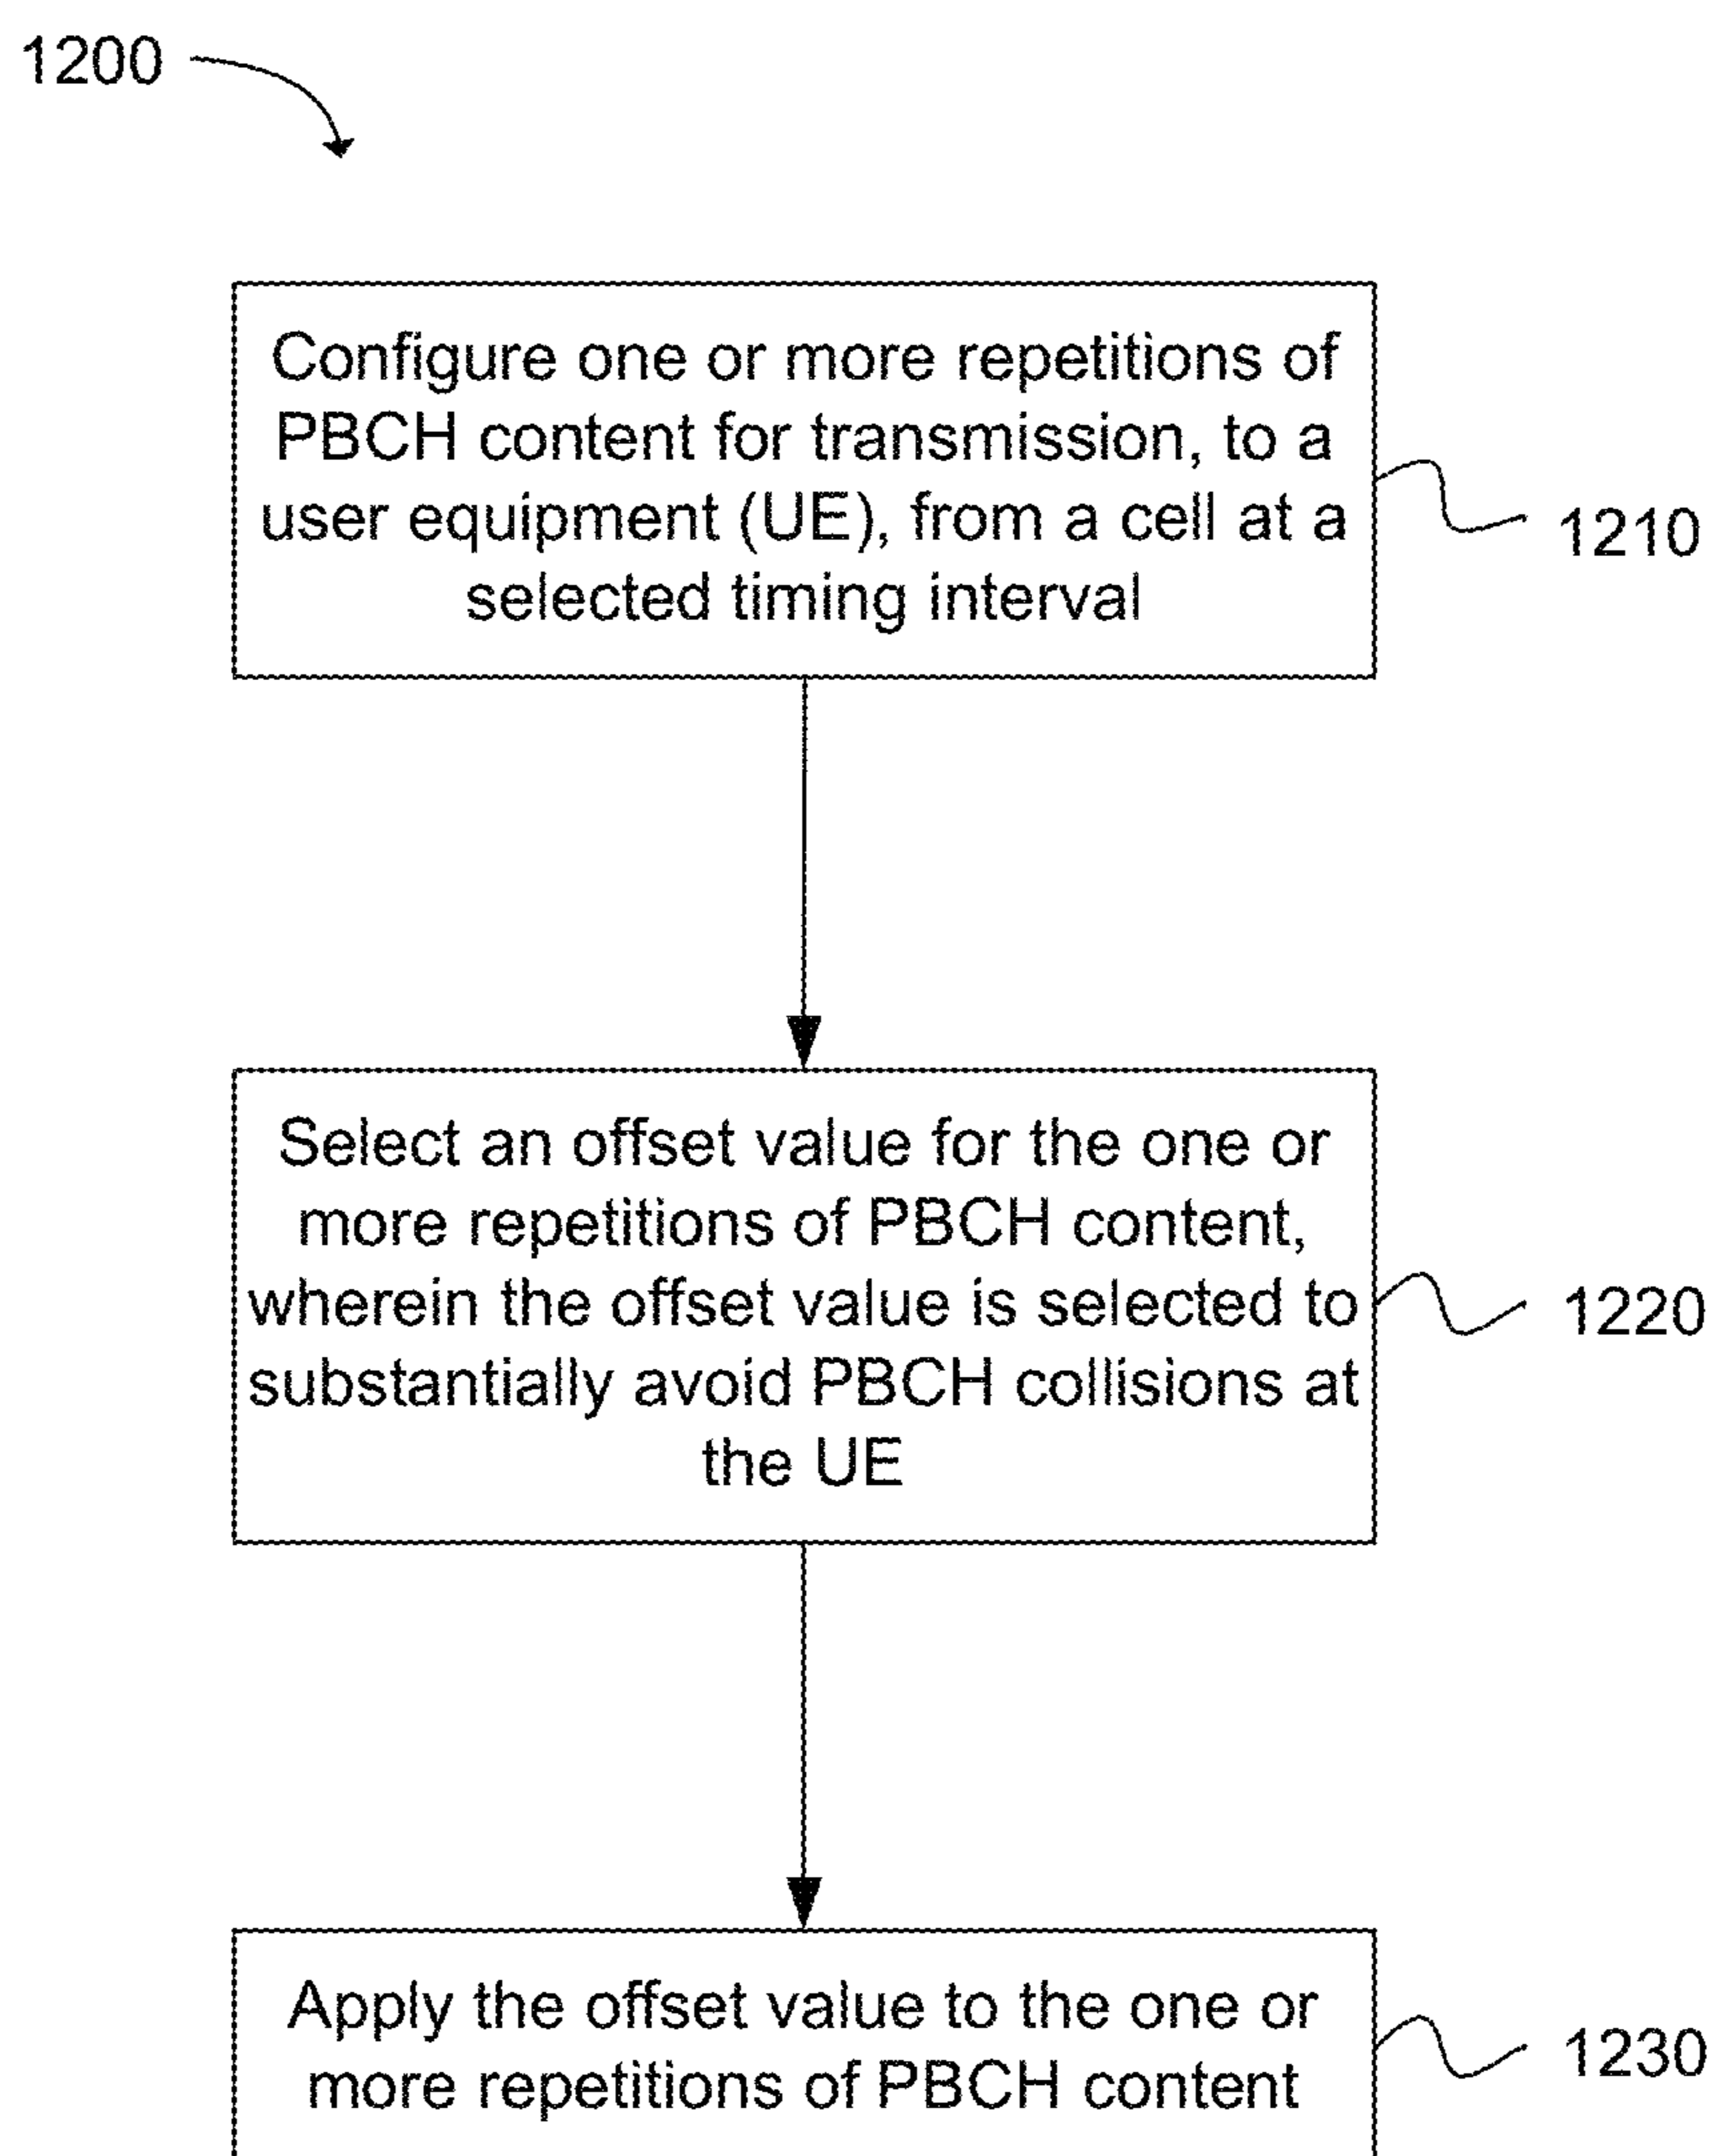 1200
Configure one or more repetitions of
PBCH content for transmission, to a
user equipment (UE), from a cell at a
selected timing interval
1210
Select an offset value for the one or
more repetitions of PBCH content,
wherein the offset value is selected to
substantially avoid PBCH collisions at
the UE
1220
Apply the offset value to the one or
more repetitions of PBCH content
1230